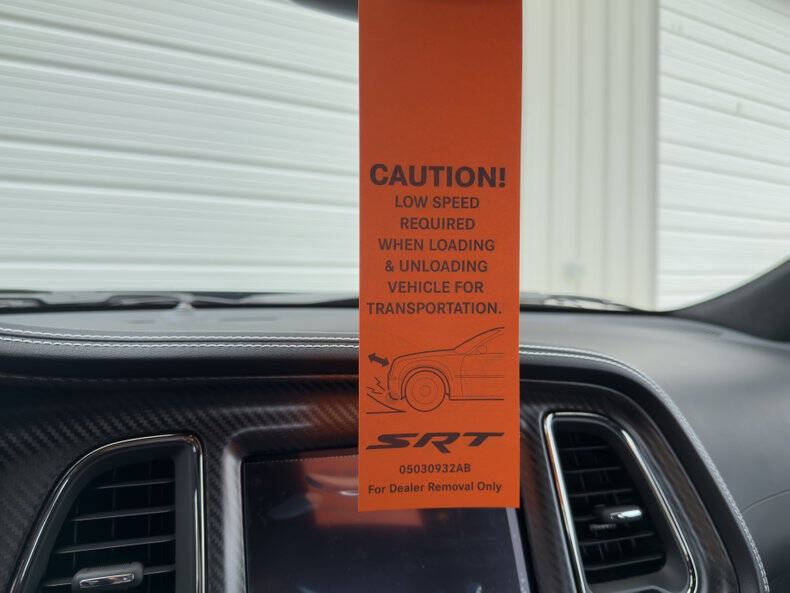 CAUTION!
LOW SPEED
REQUIRED
WHEN LOADING
& UNLOADING
VEHICLE FOR
TRANSPORTATION.
SRT
05030932AB
For Dealer Removal Only